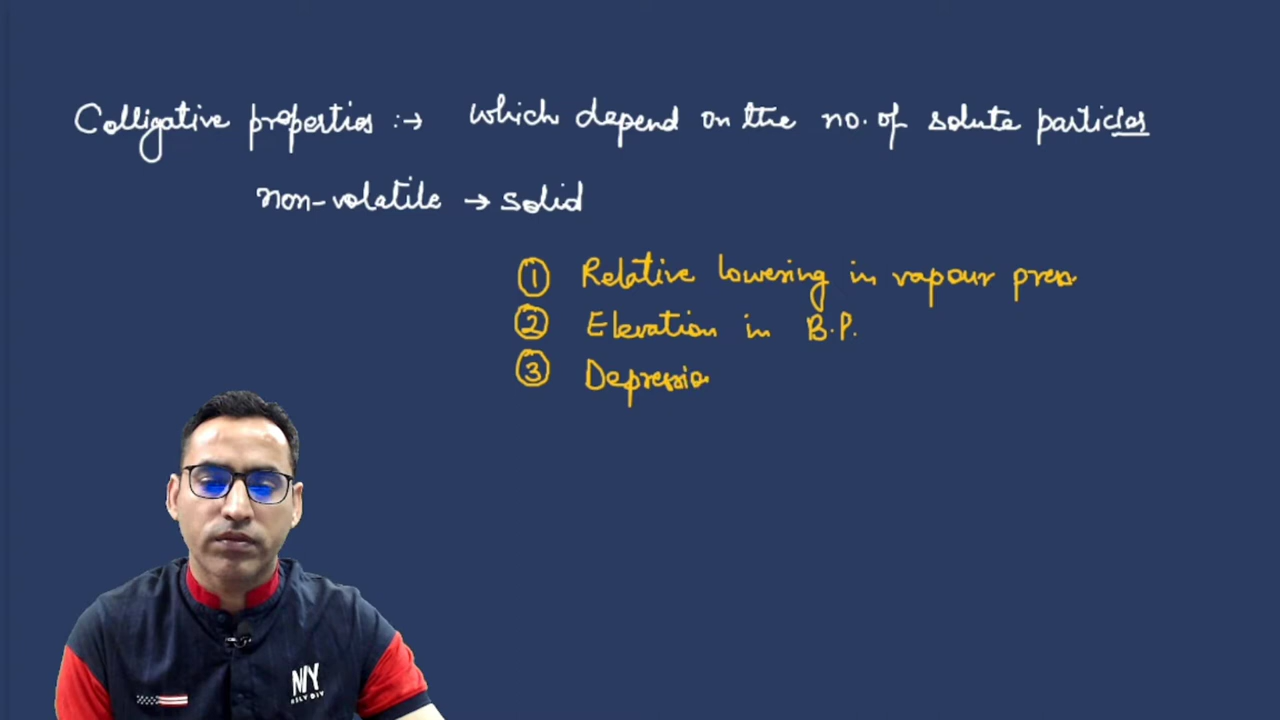 Colligative properties :→ which depend on the no. of solute particles
non-volatile → solid
① Relative lowering in vapour pres.
② Elevation in B.P.
③ Depressio
NY